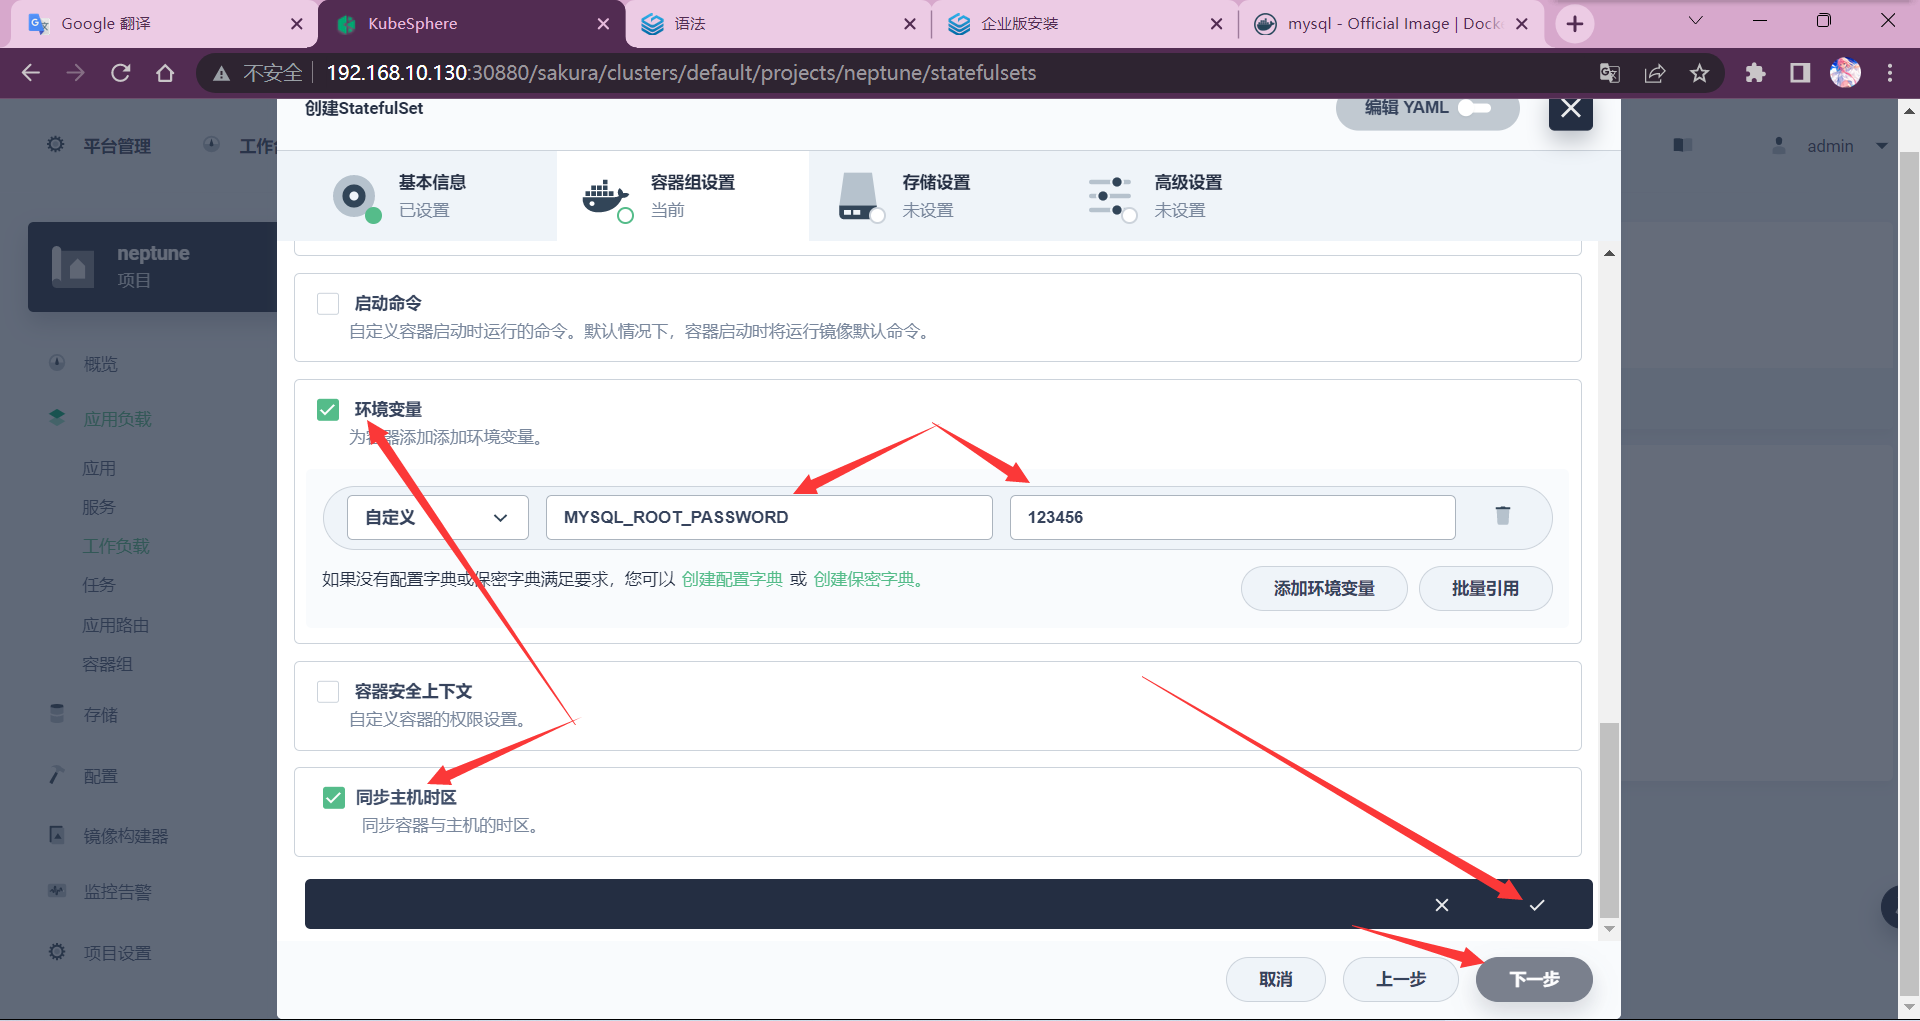 Google 翻译
KubeSphere
语法
企业版安装
mysql - Official Image | Dock
不安全
192.168.10.130:30880/sakura/clusters/default/projects/neptune/statefulsets
创建StatefulSet
编辑 YAML
平台管理
工作
admin
基本信息
已设置
容器组设置
当前
存储设置
未设置
高级设置
未设置
neptune
项目
概览
应用负载
应用
服务
工作负载
任务
应用路由
容器组
存储
配置
镜像构建器
监控告警
项目设置
启动命令
自定义容器启动时运行的命令。默认情况下，容器启动时将运行镜像默认命令。
环境变量
为容器添加添加环境变量。
自定义
MYSQL_ROOT_PASSWORD
123456
如果没有配置字典或保密字典满足要求，您可以 创建配置字典 或 创建保密字典。
添加环境变量
批量引用
容器安全上下文
自定义容器的权限设置。
同步主机时区
同步容器与主机的时区。
取消
上一步
下一步